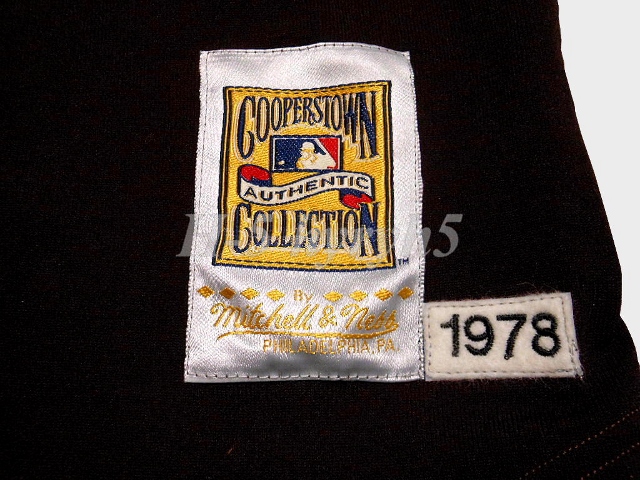 COOPERSTOWN
AUTHENTIC
COLLECTION
TM
By
Mitchell & Ness
PHILADELPHIA, PA
1978